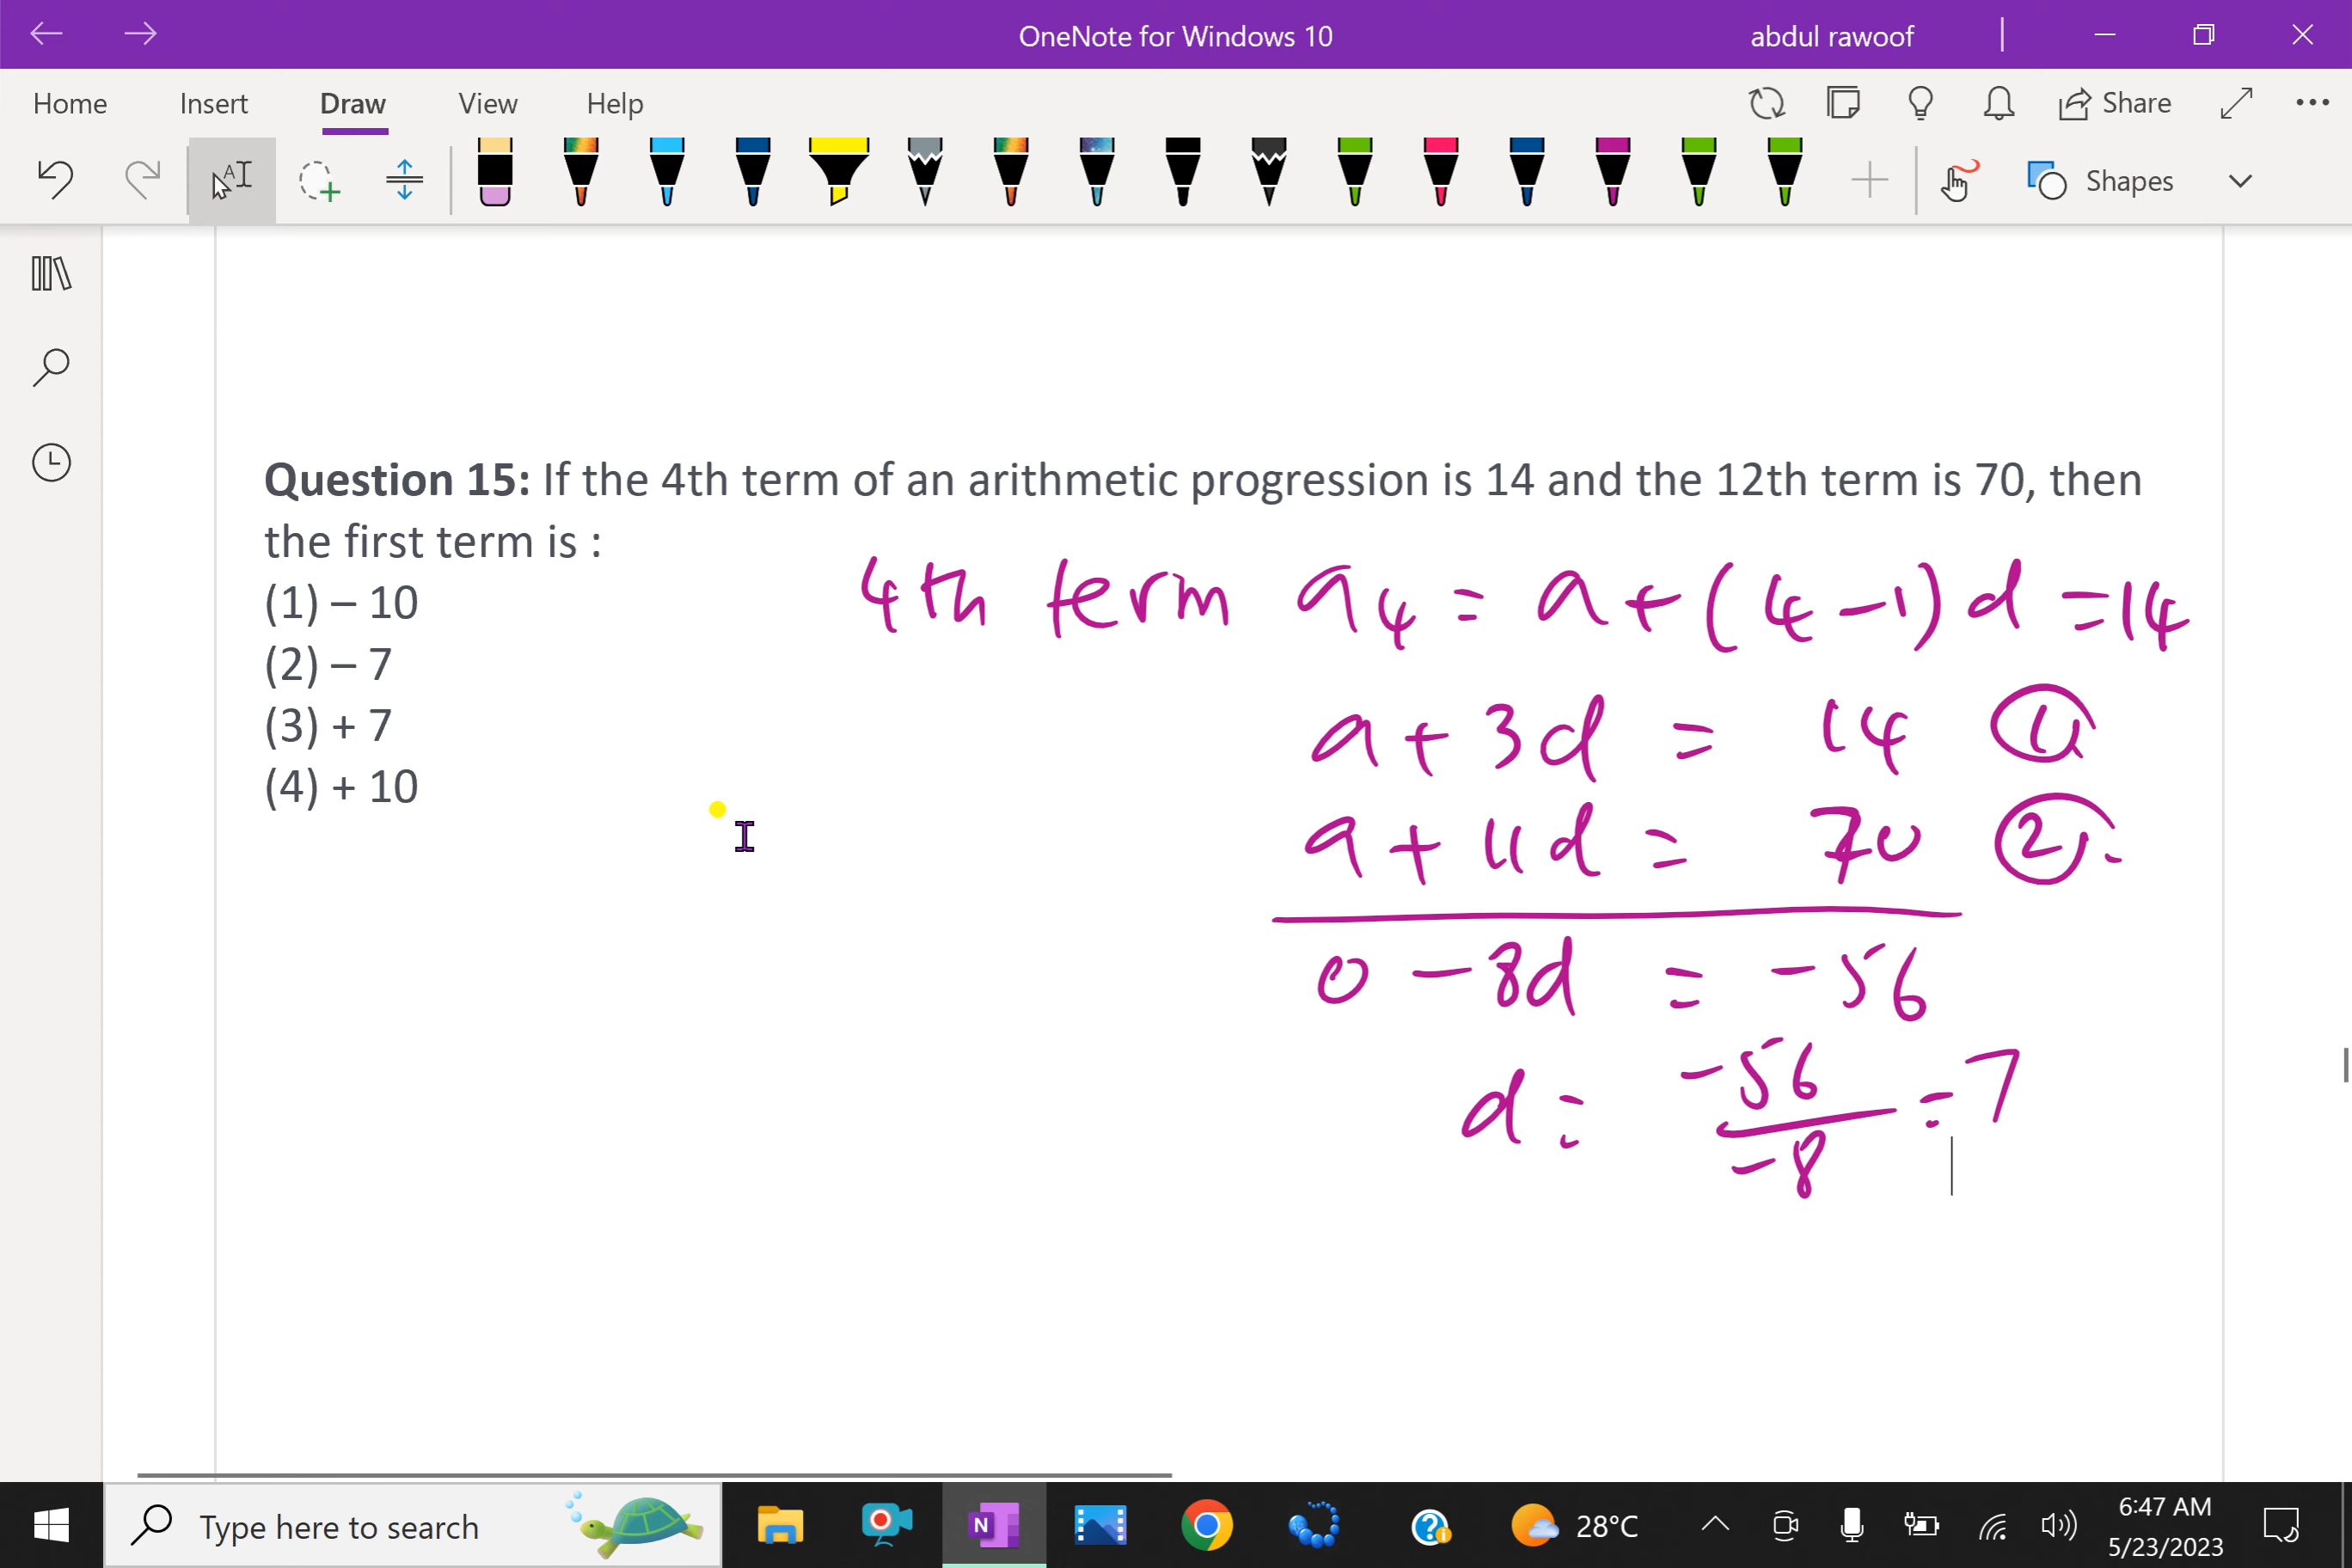 OneNote for Windows 10
abdul rawoof
Home Insert Draw View Help
Share
Shapes
Question 15: If the 4th term of an arithmetic progression is 14 and the 12th term is 70, then
the first term is :
(1) – 10
(2) – 7
(3) + 7
(4) + 10
4th term a4 = a + (4 - 1) d = 14
a + 3d = 14 (1)
a + 11d = 70 (2).
0 - 8d = -56
d = -56/-8 = 7
Type here to search
28°C
6:47 AM
5/23/2023